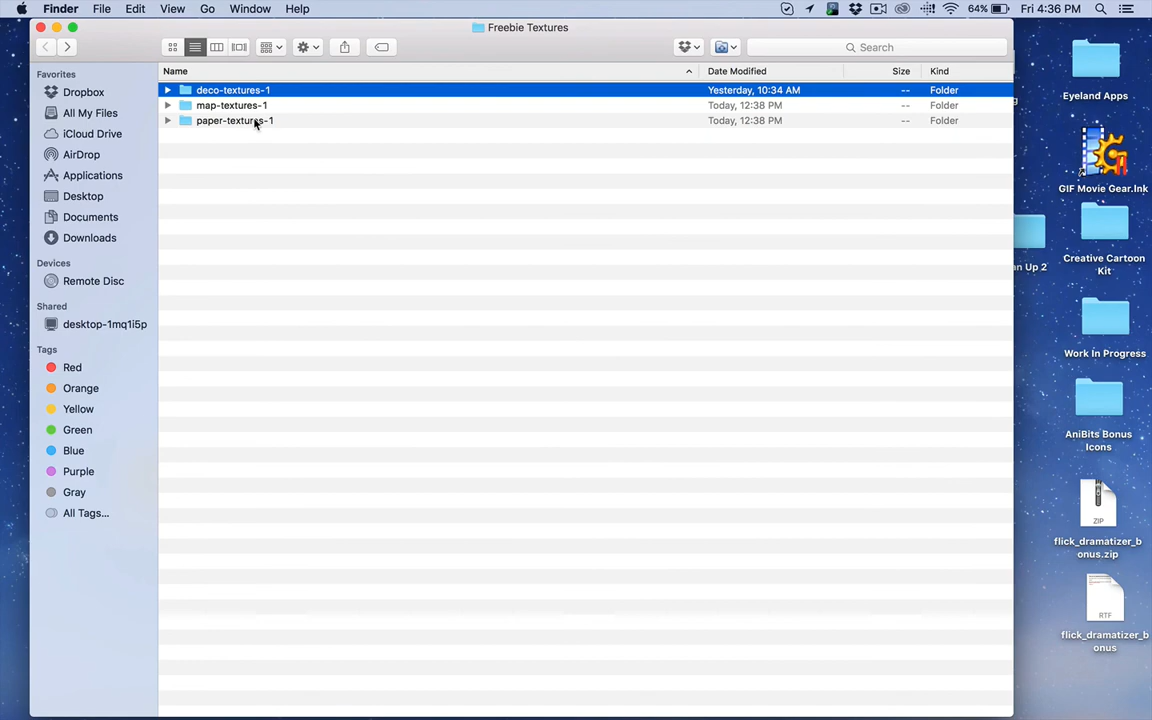 Finder File Edit View Go Window Help 64% Fri 4:36 PM
Freebie Textures
Search
Favorites
Dropbox
All My Files
iCloud Drive
AirDrop
Applications
Desktop
Documents
Downloads
Devices
Remote Disc
Shared
desktop-1mq1i5p
Tags
Red
Orange
Yellow
Green
Blue
Purple
Gray
All Tags...
Name Date Modified Size Kind
deco-textures-1 Yesterday, 10:34 AM -- Folder
map-textures-1 Today, 12:38 PM -- Folder
paper-textures-1 Today, 12:38 PM -- Folder
Eyeland Apps
GIF Movie Gear.lnk
Creative Cartoon
Kit
Up 2
Work In Progress
AniBits Bonus
Icons
ZIP
flick_dramatizer_b
onus.zip
RTF
flick_dramatizer_b
onus